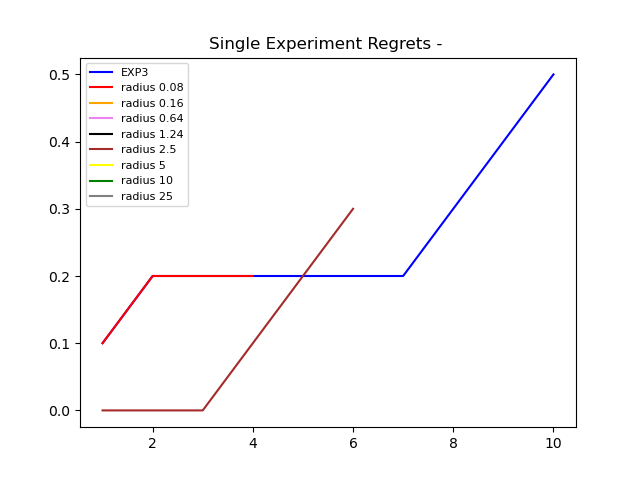 Single Experiment Regrets -
0.5
0.4
0.3
0.2
0.1
0.0
EXP3
radius 0.08
radius 0.16
radius 0.64
radius 1.24
radius 2.5
radius 5
radius 10
radius 25
2 4 6 8 10